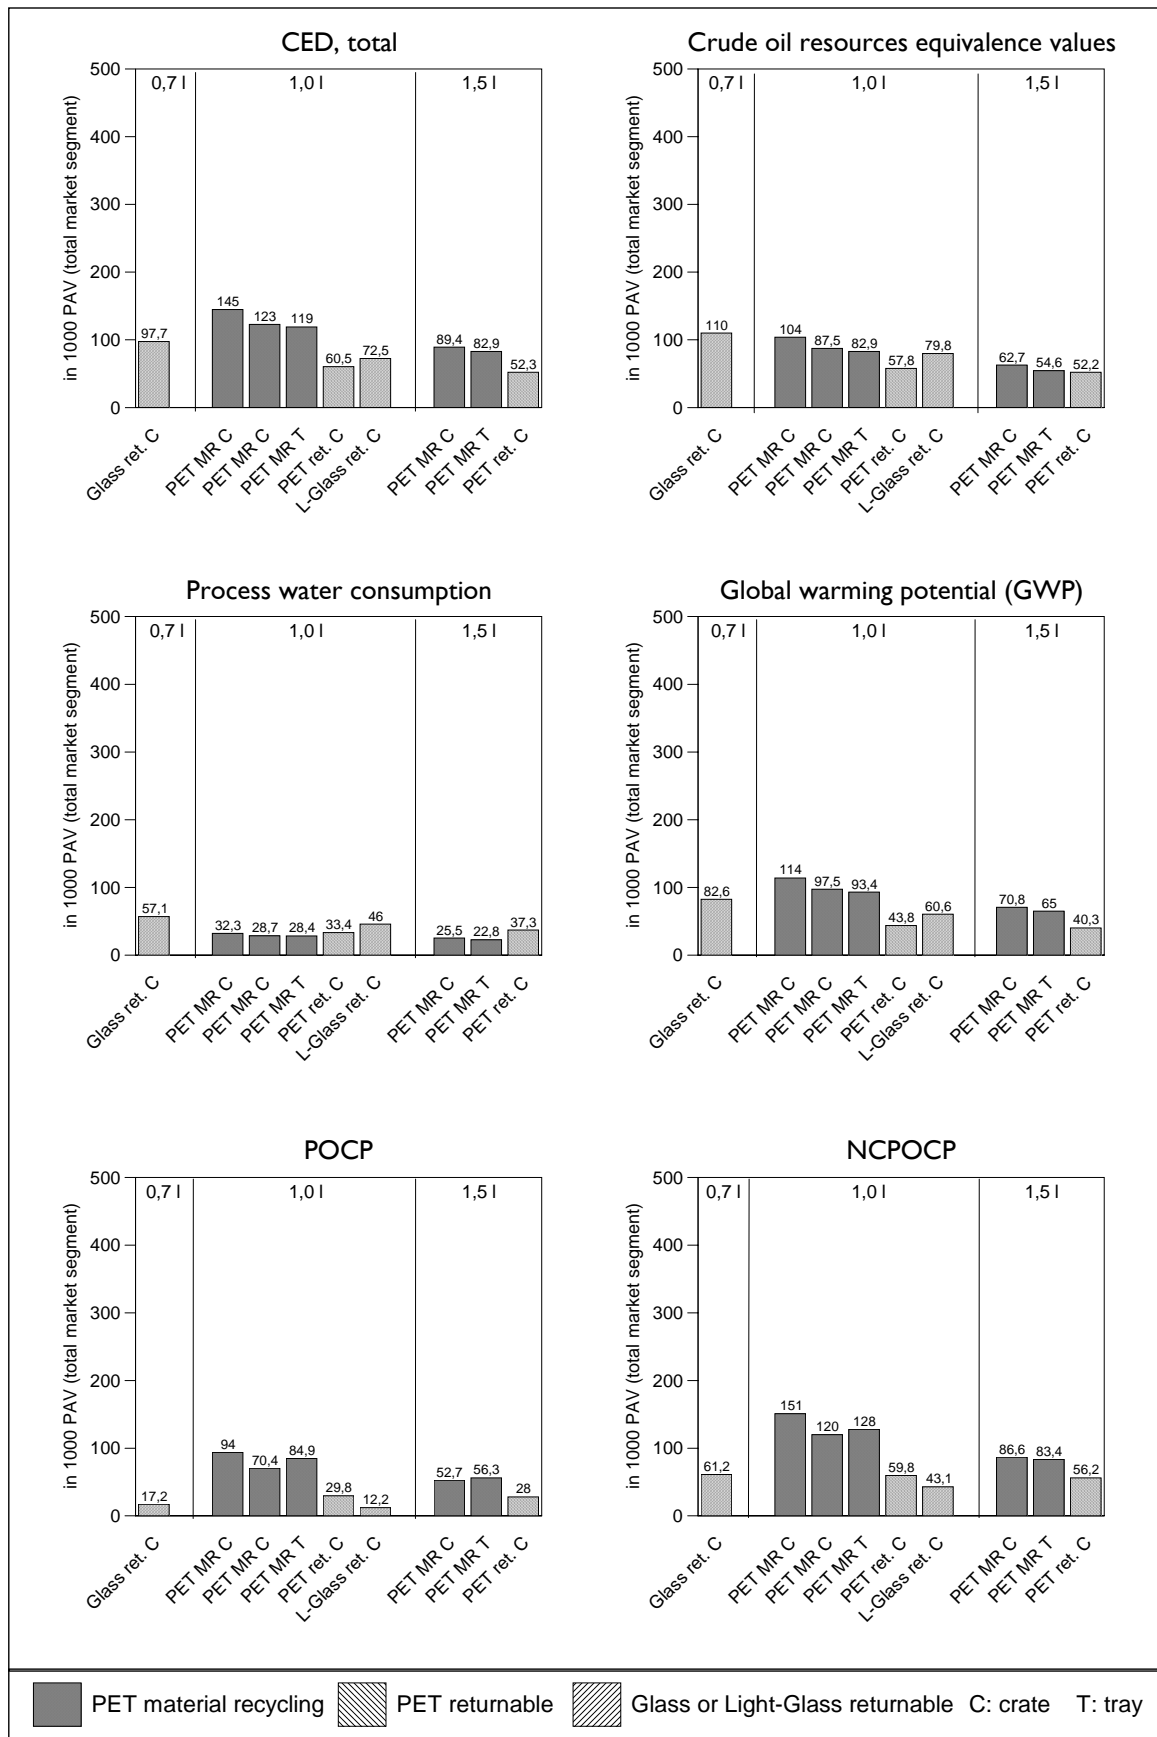 CED, total
in 1000 PAV (total market segment)
500
400
300
200
100
0
0,7 l
1,0 l
1,5 l
97,7
145
123
119
60,5
72,5
89,4
82,9
52,3
Glass ret. C
PET MR C
PET MR C
PET MR T
PET ret. C
L-Glass ret. C
PET MR C
PET MR T
PET ret. C
Crude oil resources equivalence values
in 1000 PAV (total market segment)
500
400
300
200
100
0
0,7 l
1,0 l
1,5 l
110
104
87,5
82,9
57,8
79,8
62,7
54,6
52,2
Glass ret. C
PET MR C
PET MR C
PET MR T
PET ret. C
L-Glass ret. C
PET MR C
PET MR T
PET ret. C
Process water consumption
in 1000 PAV (total market segment)
500
400
300
200
100
0
0,7 l
1,0 l
1,5 l
57,1
32,3
28,7
28,4
33,4
46
25,5
22,8
37,3
Glass ret. C
PET MR C
PET MR C
PET MR T
PET ret. C
L-Glass ret. C
PET MR C
PET MR T
PET ret. C
Global warming potential (GWP)
in 1000 PAV (total market segment)
500
400
300
200
100
0
0,7 l
1,0 l
1,5 l
82,6
114
97,5
93,4
43,8
60,6
70,8
65
40,3
Glass ret. C
PET MR C
PET MR C
PET MR T
PET ret. C
L-Glass ret. C
PET MR C
PET MR T
PET ret. C
POCP
in 1000 PAV (total market segment)
500
400
300
200
100
0
0,7 l
1,0 l
1,5 l
17,2
94
70,4
84,9
29,8
12,2
52,7
56,3
28
Glass ret. C
PET MR C
PET MR C
PET MR T
PET ret. C
L-Glass ret. C
PET MR C
PET MR T
PET ret. C
NCPOCP
in 1000 PAV (total market segment)
500
400
300
200
100
0
0,7 l
1,0 l
1,5 l
61,2
151
120
128
59,8
43,1
86,6
83,4
56,2
Glass ret. C
PET MR C
PET MR C
PET MR T
PET ret. C
L-Glass ret. C
PET MR C
PET MR T
PET ret. C
PET material recycling PET returnable Glass or Light-Glass returnable C: crate T: tray